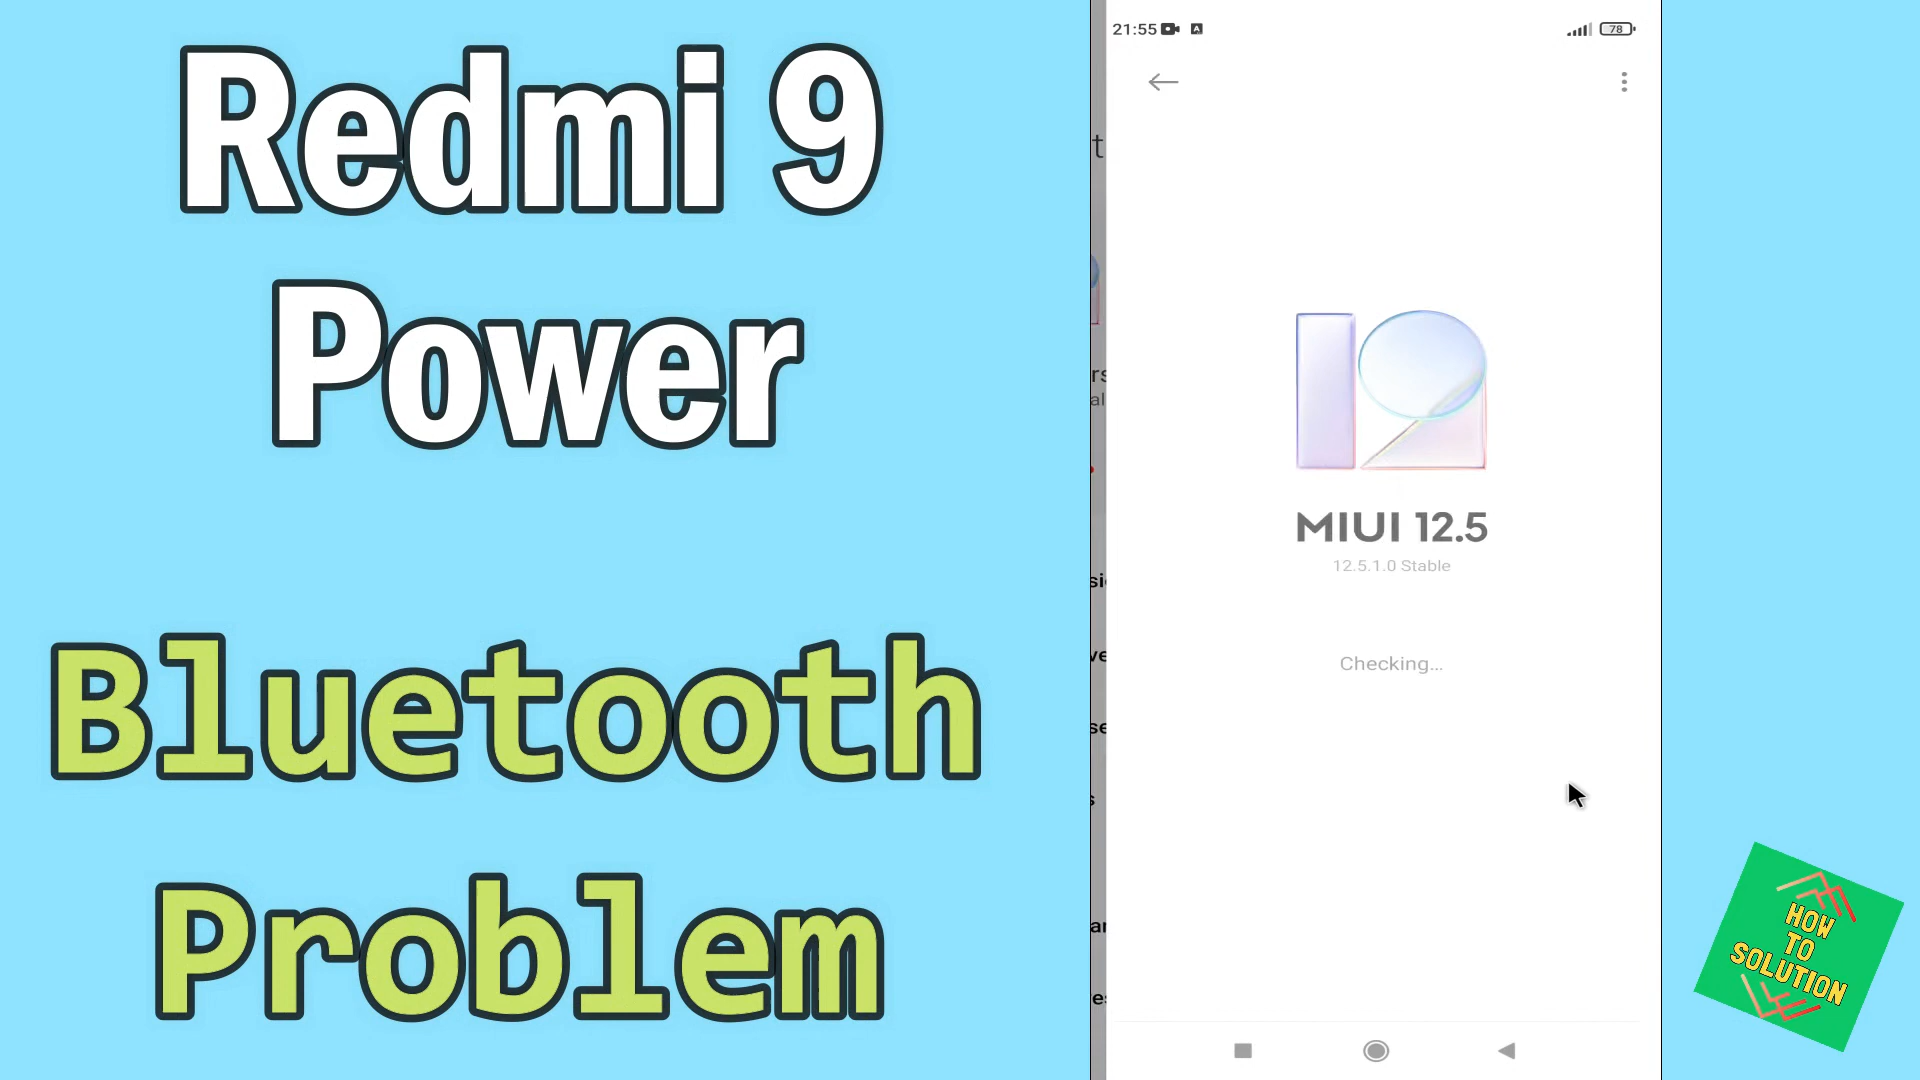 Redmi 9
Power
Bluetooth
Problem
21:55
78
MIUI 12.5
12.5.1.0 Stable
Checking...
HOW
TO
SOLUTION